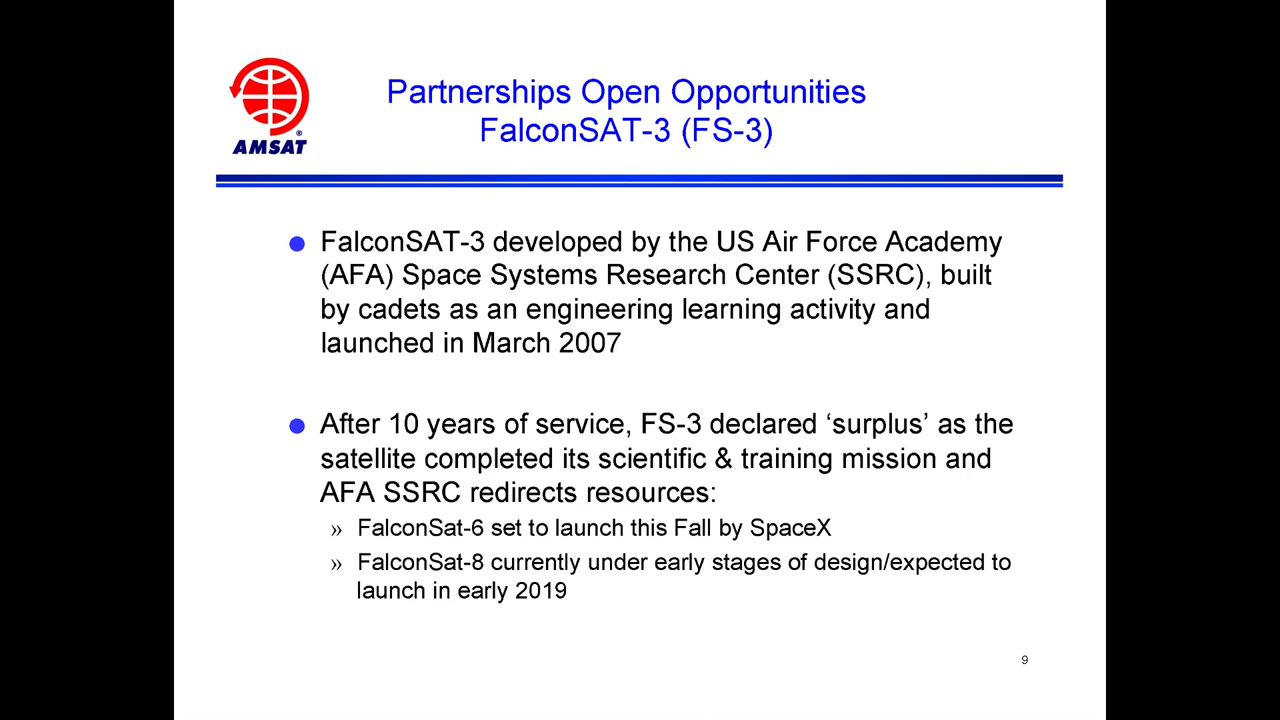 AMSAT®
Partnerships Open Opportunities
FalconSAT-3 (FS-3)
● FalconSAT-3 developed by the US Air Force Academy
(AFA) Space Systems Research Center (SSRC), built
by cadets as an engineering learning activity and
launched in March 2007
● After 10 years of service, FS-3 declared ‘surplus’ as the
satellite completed its scientific & training mission and
AFA SSRC redirects resources:
» FalconSat-6 set to launch this Fall by SpaceX
» FalconSat-8 currently under early stages of design/expected to
launch in early 2019
9